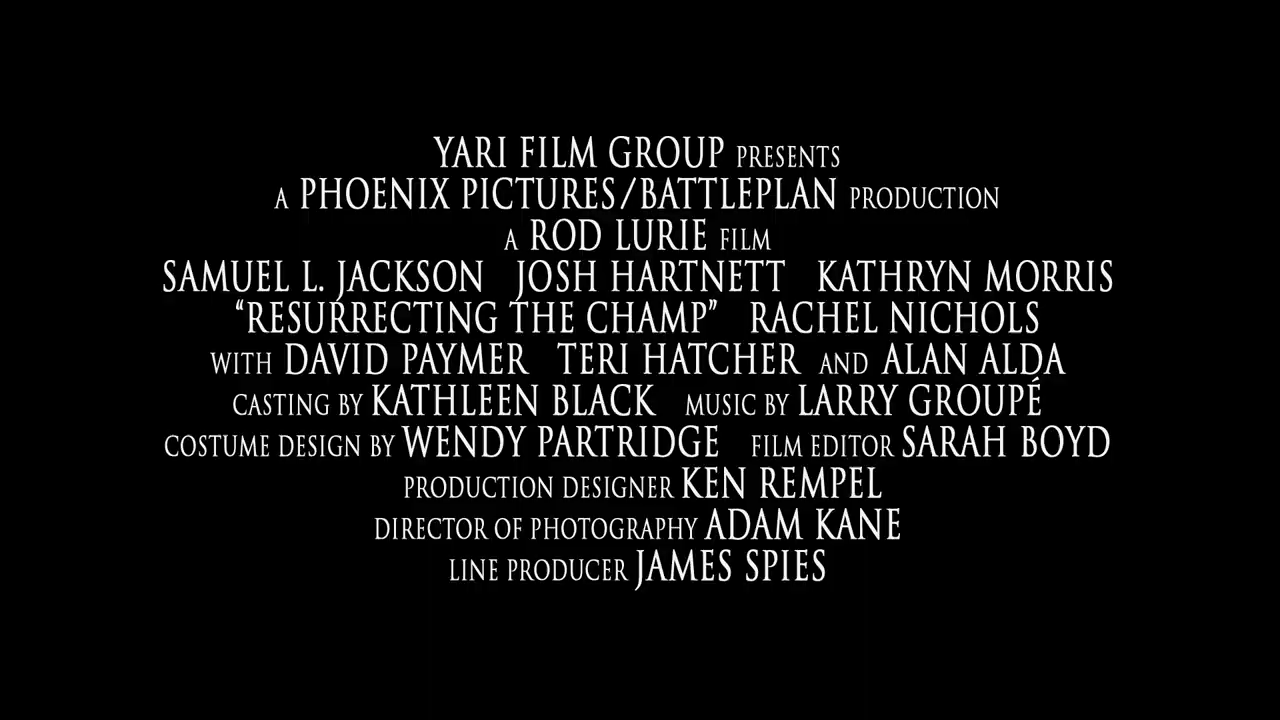 YARI FILM GROUP PRESENTS
A PHOENIX PICTURES/BATTLEPLAN PRODUCTION
A ROD LURIE FILM
SAMUEL L. JACKSON JOSH HARTNETT KATHRYN MORRIS
“RESURRECTING THE CHAMP” RACHEL NICHOLS
WITH DAVID PAYMER TERI HATCHER AND ALAN ALDA
CASTING BY KATHLEEN BLACK MUSIC BY LARRY GROUPÉ
COSTUME DESIGN BY WENDY PARTRIDGE FILM EDITOR SARAH BOYD
PRODUCTION DESIGNER KEN REMPEL
DIRECTOR OF PHOTOGRAPHY ADAM KANE
LINE PRODUCER JAMES SPIES